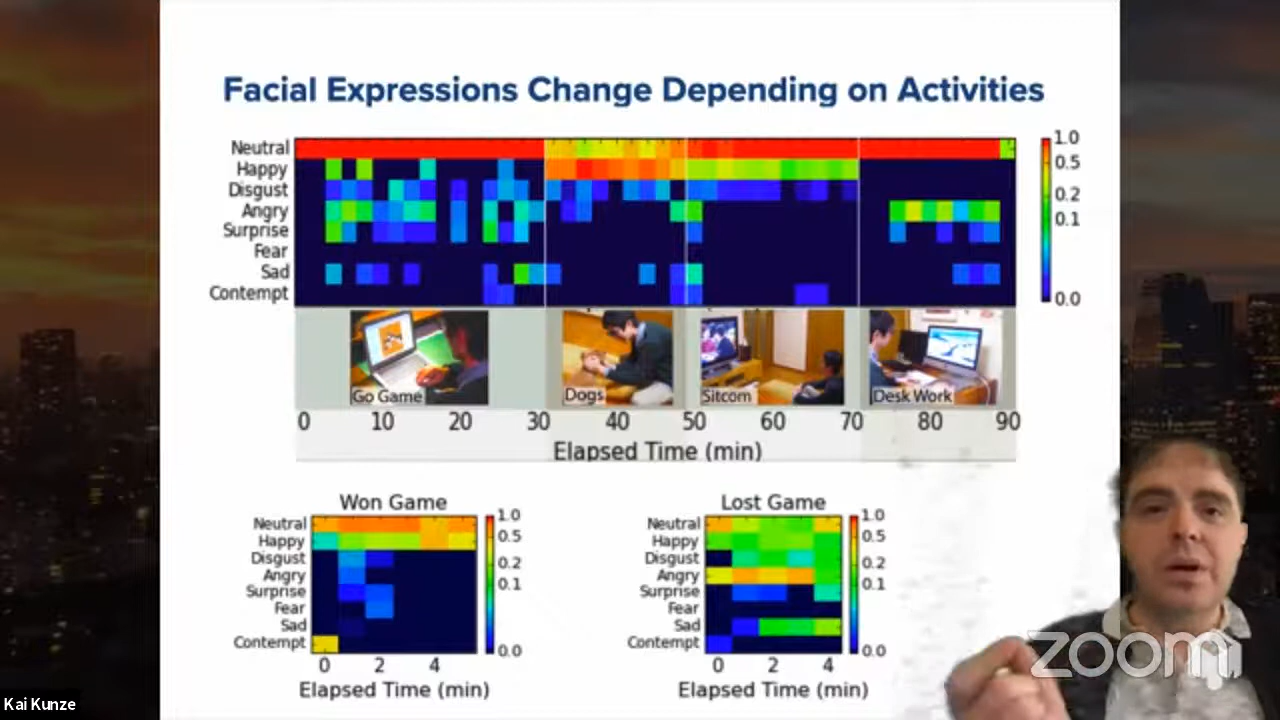 Facial Expressions Change Depending on Activities
Neutral
Happy
Disgust
Angry
Surprise
Fear
Sad
Contempt
1.0
0.5
0.2
0.1
0.0
Go Game
Dogs
Sitcom
Desk Work
0 10 20 30 40 50 60 70 80 90
Elapsed Time (min)
Won Game
Neutral
Happy
Disgust
Angry
Surprise
Fear
Sad
Contempt
1.0
0.5
0.2
0.1
0.0
0 2 4
Elapsed Time (min)
Lost Game
Neutral
Happy
Disgust
Angry
Surprise
Fear
Sad
Contempt
1.0
0.5
0.2
0.1
0.0
0 2 4
Elapsed Time (min)
zoom
Kai Kunze